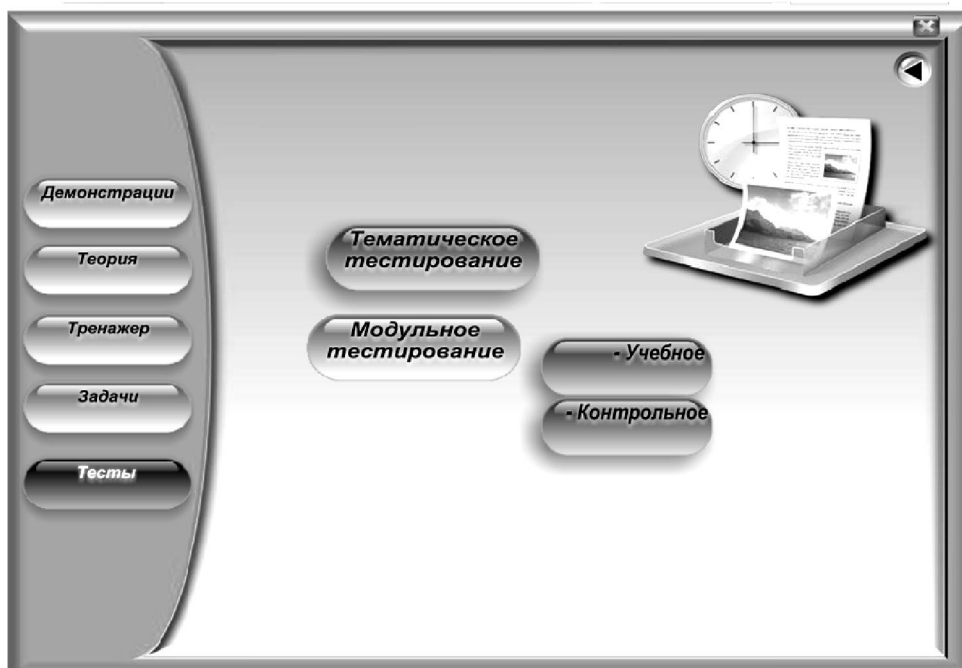 Демонстрации
Теория
Тренажер
Задачи
Тесты
Тематическое
тестирование
Модульное
тестирование
- Учебное
- Контрольное